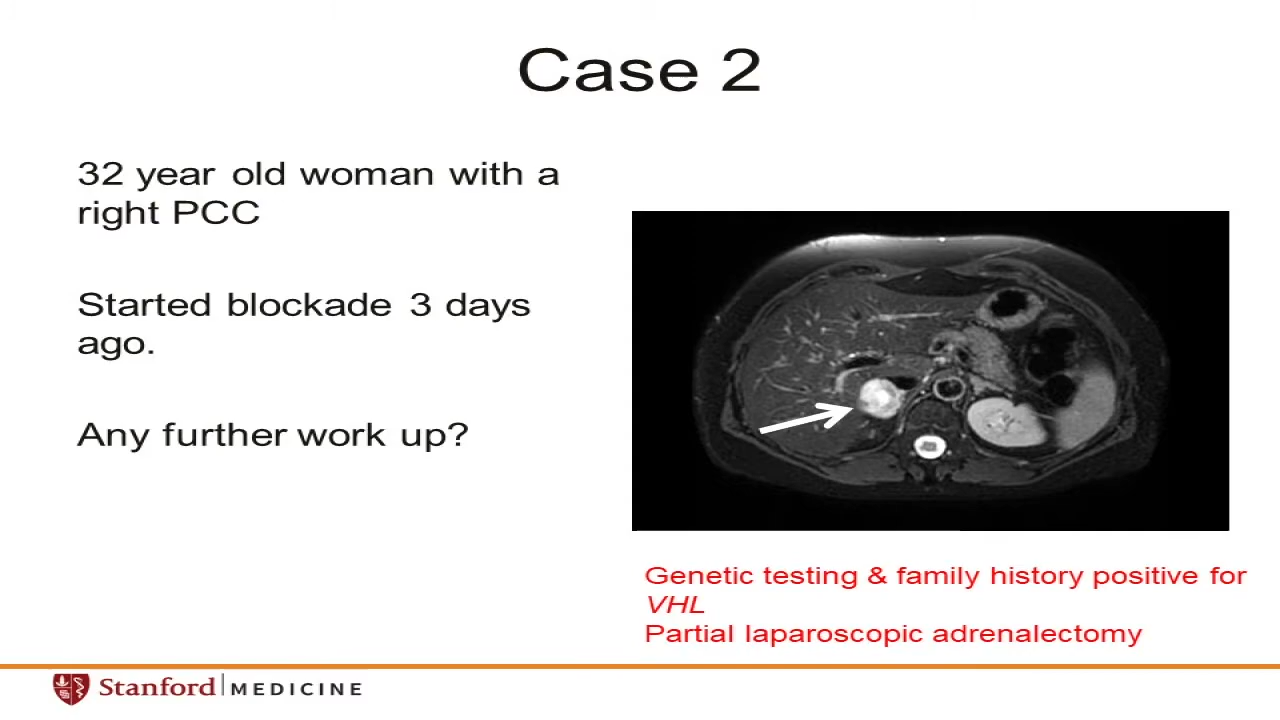 Case 2
32 year old woman with a
right PCC
Started blockade 3 days
ago.
Any further work up?
Genetic testing & family history positive for
VHL
Partial laparoscopic adrenalectomy
Stanford MEDICINE